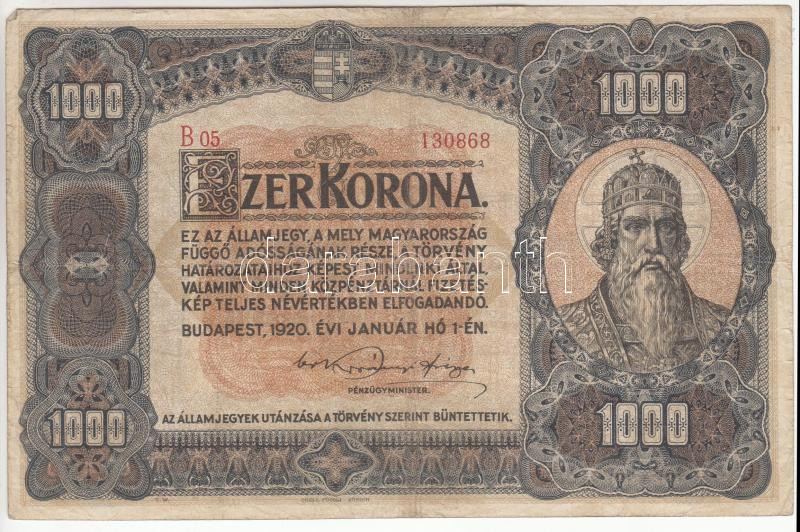 1000
1000
B 05
130868
EZER KORONA.
EZ AZ ÁLLAMJEGY, A MELY MAGYARORSZÁG
FÜGGŐ ADÓSSÁGÁNAK RÉSZE, A TÖRVÉNY
HATÁROZATAIHOZ KÉPEST, MINDENKI ÁLTAL,
VALAMINT MINDEN KÖZPÉNZTÁRNÁL FIZETÉS-
KÉP TELJES NÉVÉRTÉKBEN ELFOGADANDÓ.
BUDAPEST, 1920. ÉVI JANUÁR HÓ 1-ÉN.
PÉNZÜGYMINISTER.
AZ ÁLLAMJEGYEK UTÁNZÁSA A TÖRVÉNY SZERINT BÜNTETTETIK.
1000
1000
darabanth